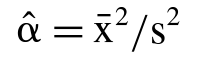 α̂ = x̄²/s²